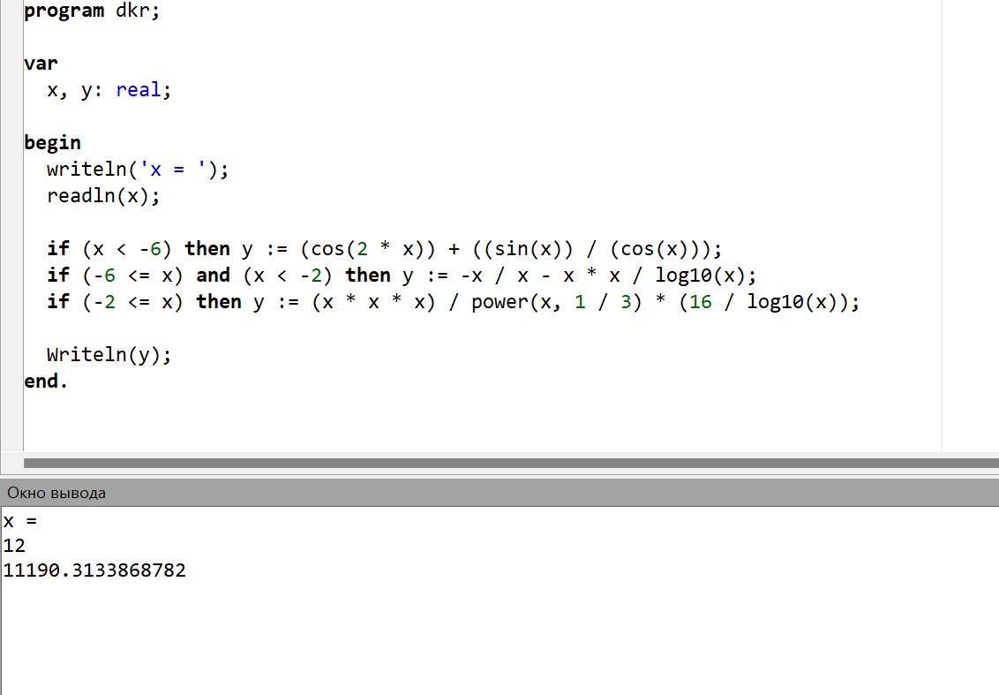 program dkr;
var
x, y: real;
begin
writeln('x = ');
readln(x);
if (x < -6) then y := (cos(2 * x)) + ((sin(x)) / (cos(x)));
if (-6 <= x) and (x < -2) then y := -x / x - x * x / log10(x);
if (-2 <= x) then y := (x * x * x) / power(x, 1 / 3) * (16 / log10(x));
Writeln(y);
end.
Окно вывода
x =
12
11190.3133868782